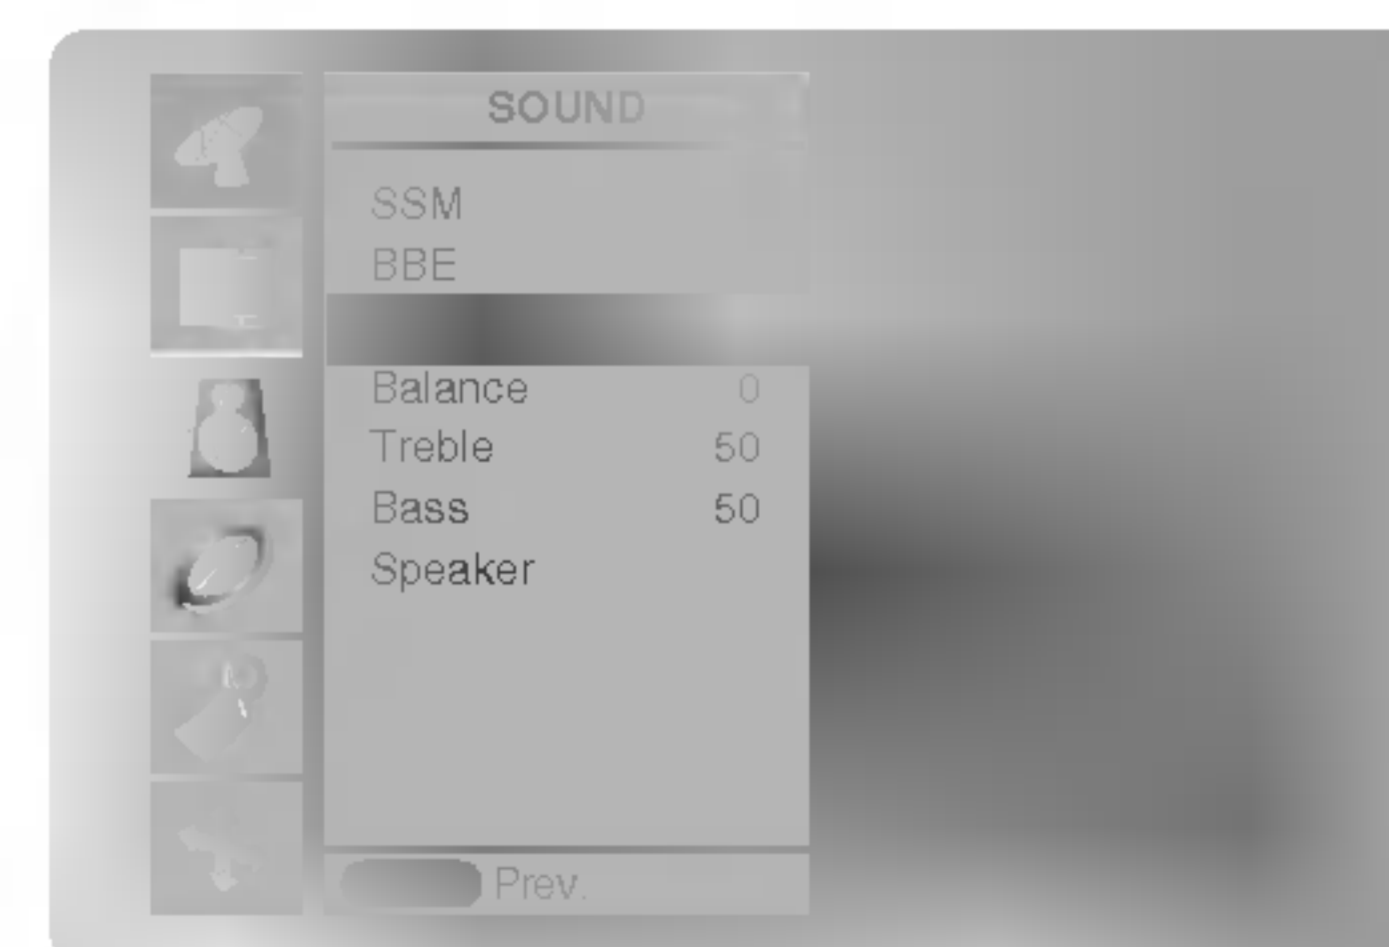 SOUND
SSM
BBE
Balance 0
Treble 50
Bass 50
Speaker
Prev.